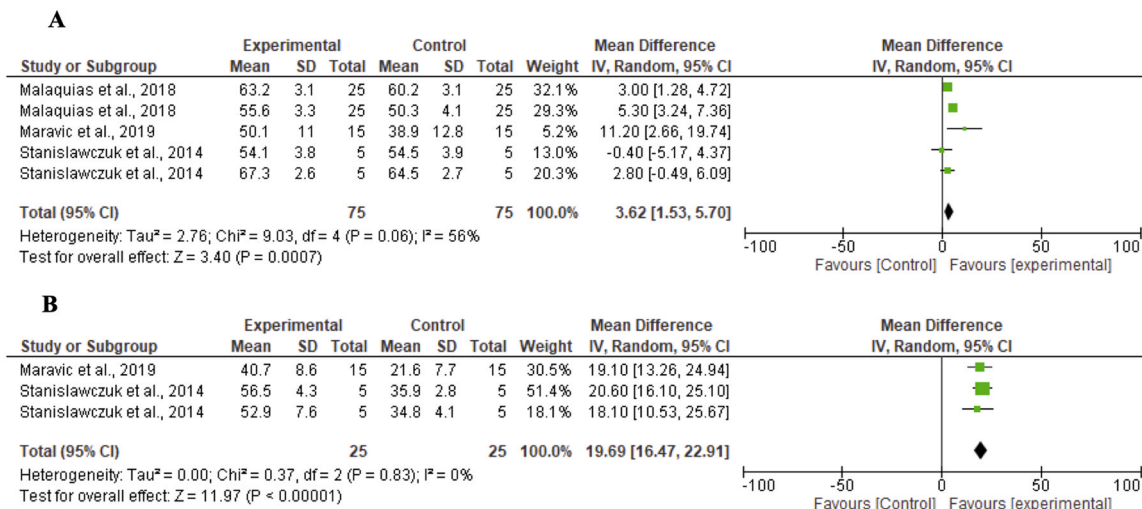 A
Experimental Control Mean Difference Mean Difference
Study or Subgroup Mean SD Total Mean SD Total Weight IV, Random, 95% CI IV, Random, 95% CI
Malaquias et al., 2018 63.2 3.1 25 60.2 3.1 25 32.1% 3.00 [1.28, 4.72]
Malaquias et al., 2018 55.6 3.3 25 50.3 4.1 25 29.3% 5.30 [3.24, 7.36]
Maravic et al., 2019 50.1 11 15 38.9 12.8 15 5.2% 11.20 [2.66, 19.74]
Stanislawczuk et al., 2014 54.1 3.8 5 54.5 3.9 5 13.0% -0.40 [-5.17, 4.37]
Stanislawczuk et al., 2014 67.3 2.6 5 64.5 2.7 5 20.3% 2.80 [-0.49, 6.09]
Total (95% CI) 75 75 100.0% 3.62 [1.53, 5.70]
Heterogeneity: Tau² = 2.76; Chi² = 9.03, df = 4 (P = 0.06); I² = 56%
Test for overall effect: Z = 3.40 (P = 0.0007)
-100 -50 0 50 100
Favours [Control] Favours [experimental]
B
Experimental Control Mean Difference Mean Difference
Study or Subgroup Mean SD Total Mean SD Total Weight IV, Random, 95% CI IV, Random, 95% CI
Maravic et al., 2019 40.7 8.6 15 21.6 7.7 15 30.5% 19.10 [13.26, 24.94]
Stanislawczuk et al., 2014 56.5 4.3 5 35.9 2.8 5 51.4% 20.60 [16.10, 25.10]
Stanislawczuk et al., 2014 52.9 7.6 5 34.8 4.1 5 18.1% 18.10 [10.53, 25.67]
Total (95% CI) 25 25 100.0% 19.69 [16.47, 22.91]
Heterogeneity: Tau² = 0.00; Chi² = 0.37, df = 2 (P = 0.83); I² = 0%
Test for overall effect: Z = 11.97 (P < 0.00001)
-100 -50 0 50 100
Favours [Control] Favours [experimental]